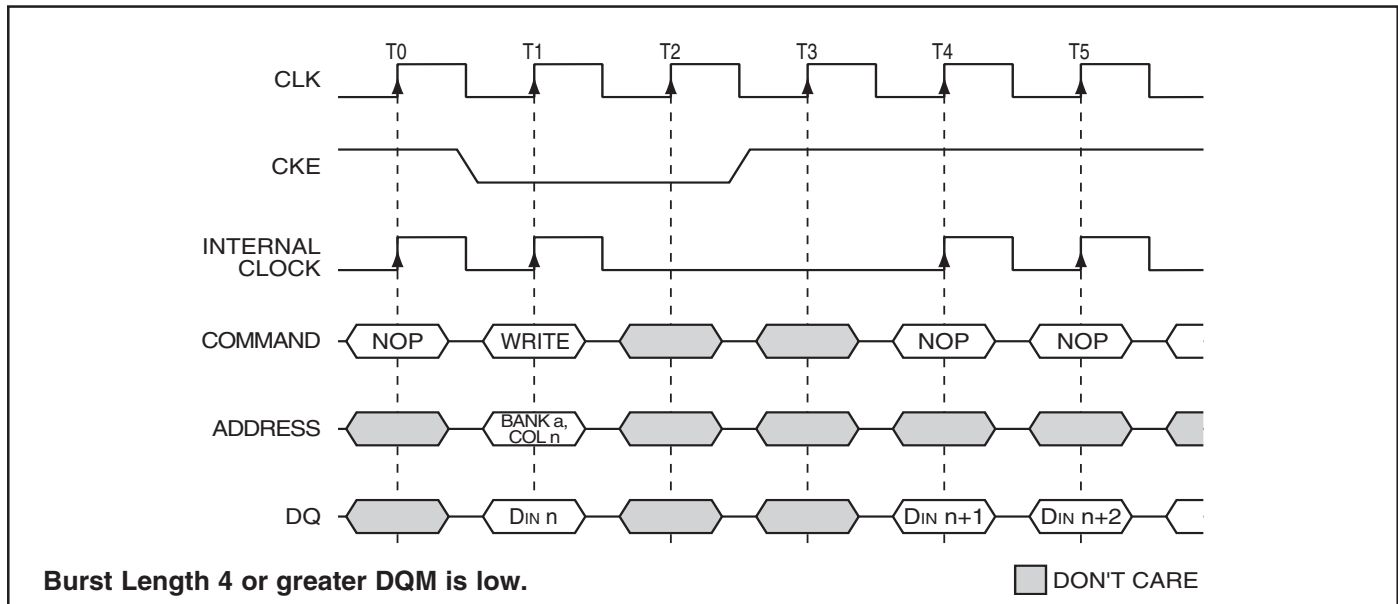 T0 T1 T2 T3 T4 T5
CLK
CKE
INTERNAL
CLOCK
COMMAND NOP WRITE NOP NOP
ADDRESS BANK a,
COL n
DQ DIN n DIN n+1 DIN n+2
Burst Length 4 or greater DQM is low. DON'T CARE